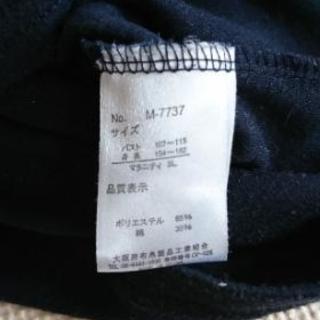 No. M-7737
サイズ
バスト 107~115
身長 154~162
マタニティ 3L
品質表示
ポリエステル 65%
綿 35%
大阪府布帛製品工業組合